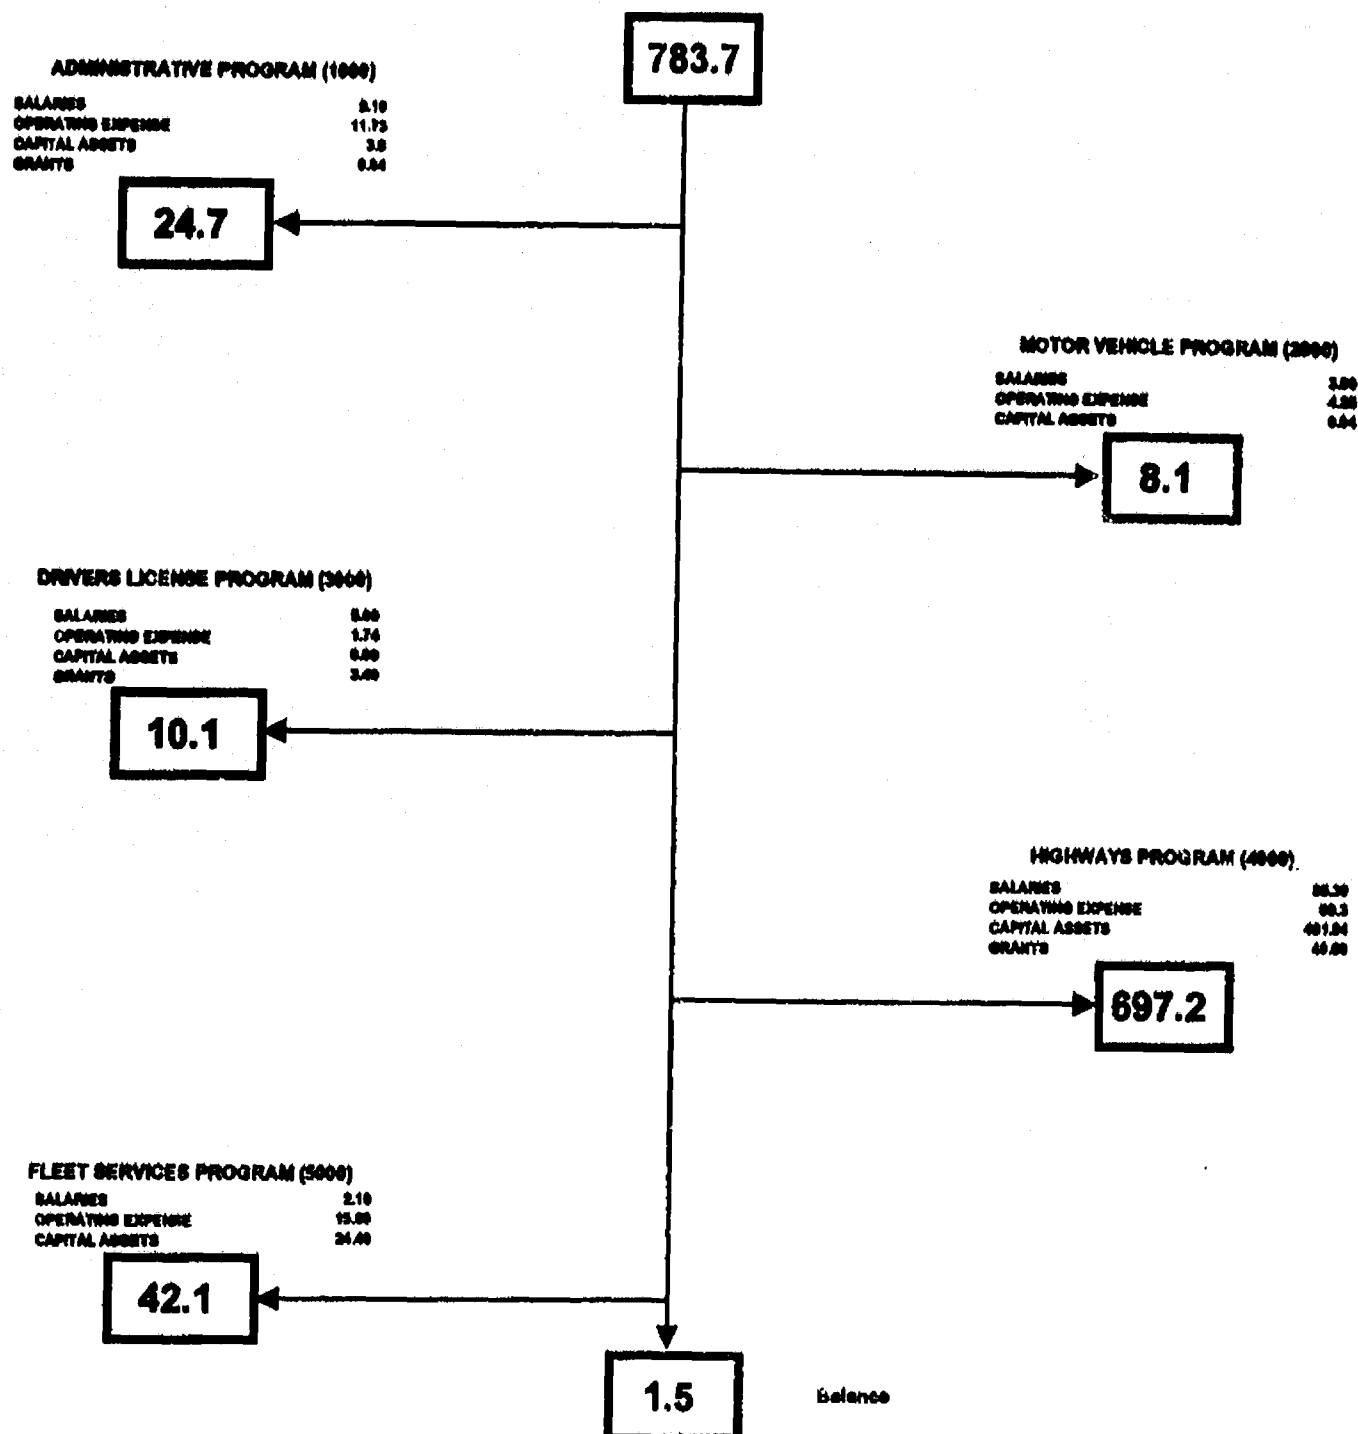 783.7
ADMINISTRATIVE PROGRAM (1000)
SALARIES
OPERATING EXPENSE 11.73
CAPITAL ASSETS
GRANTS
24.7
MOTOR VEHICLE PROGRAM (2000)
SALARIES
OPERATING EXPENSE
CAPITAL ASSETS
8.1
DRIVERS LICENSE PROGRAM (3000)
SALARIES
OPERATING EXPENSE 1.74
CAPITAL ASSETS
GRANTS
10.1
HIGHWAYS PROGRAM (4000)
SALARIES
OPERATING EXPENSE
CAPITAL ASSETS
GRANTS
697.2
FLEET SERVICES PROGRAM (5000)
SALARIES 2.10
OPERATING EXPENSE
CAPITAL ASSETS 24.40
42.1
1.5 Balance